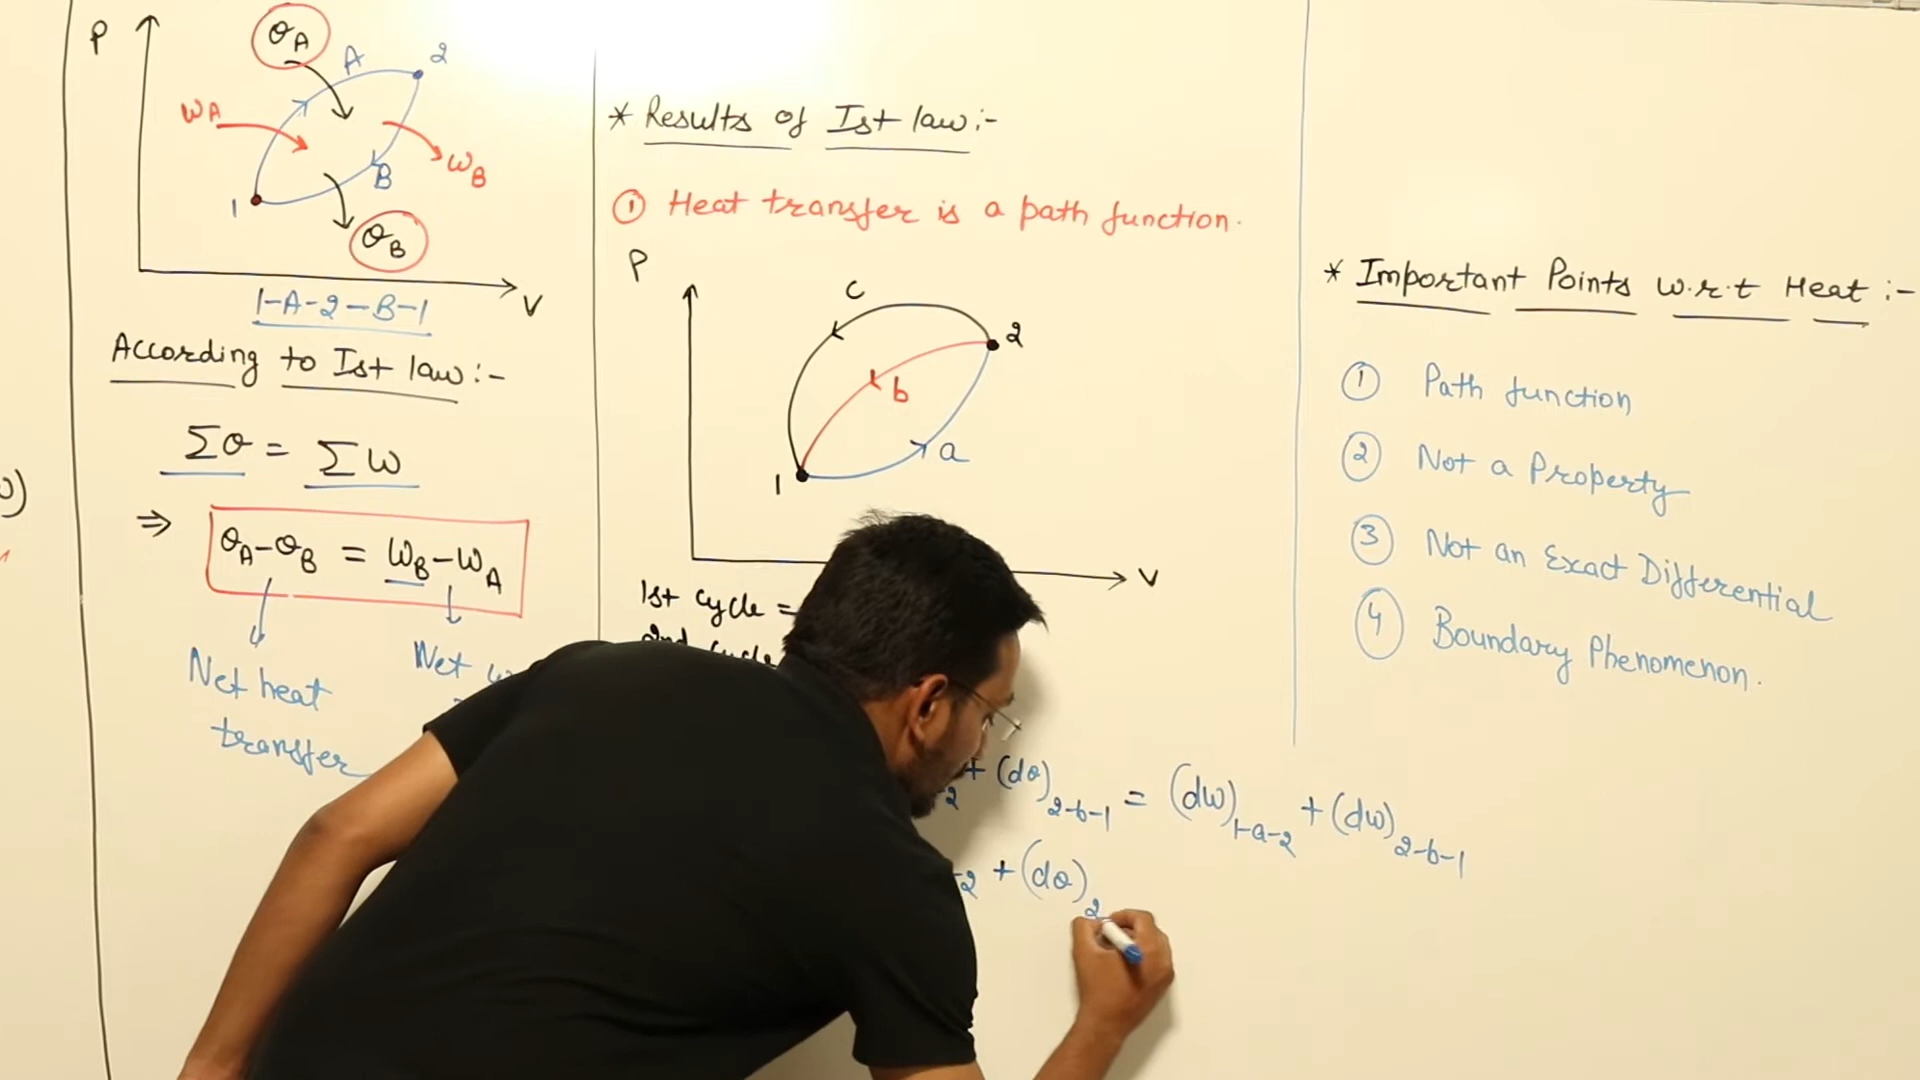 P
QA
A
2
WA
WB
B
1
QB
V
1-A-2-B-1
According to Ist law:-
ΣQ = ΣW
⇒ QA-QB = WB-WA
Net heat
transfer
Net
* Results of Ist law:-
① Heat transfer is a path function.
P
c
2
b
a
1
V
Ist cycle =
2nd cycle
+ (dQ)2-b-1 = (dW)1-a-2 + (dW)2-b-1
-2 + (dQ)2
* Important Points w.r.t Heat :-
① Path function
② Not a Property
③ Not an Exact Differential
④ Boundary Phenomenon.